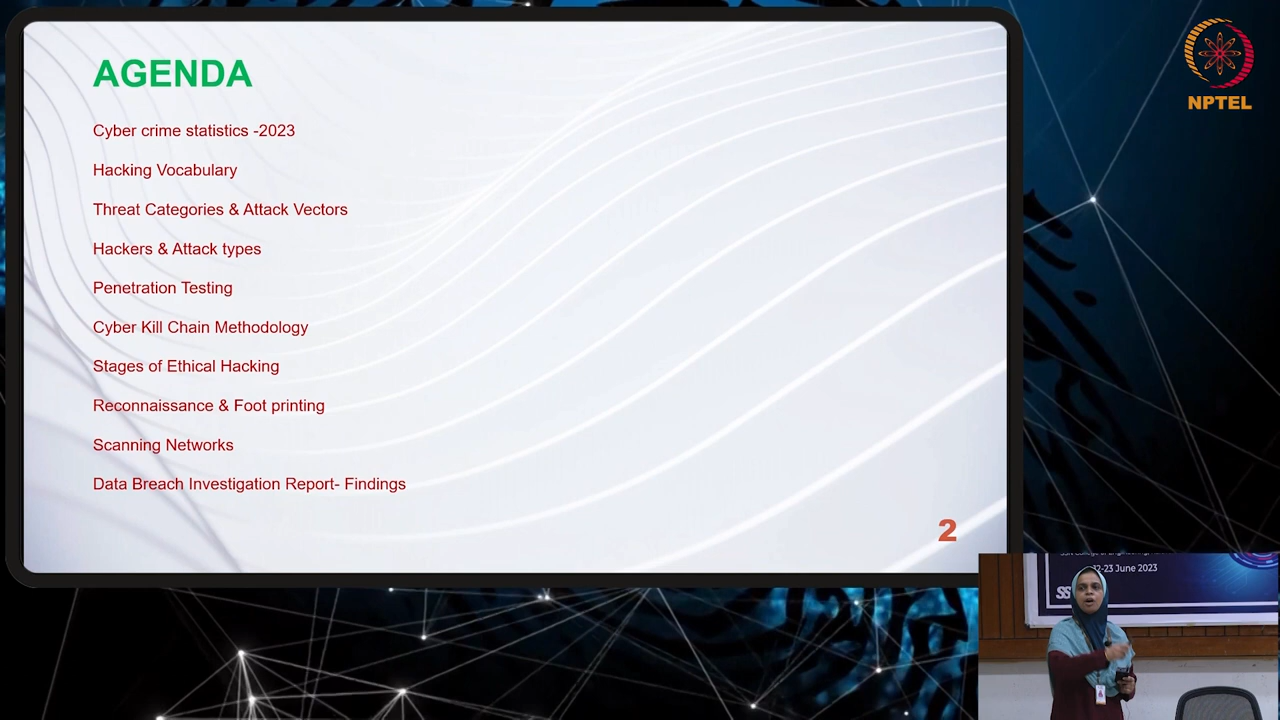 AGENDA
Cyber crime statistics -2023
Hacking Vocabulary
Threat Categories & Attack Vectors
Hackers & Attack types
Penetration Testing
Cyber Kill Chain Methodology
Stages of Ethical Hacking
Reconnaissance & Foot printing
Scanning Networks
Data Breach Investigation Report- Findings
2
NPTEL
12-23 June 2023